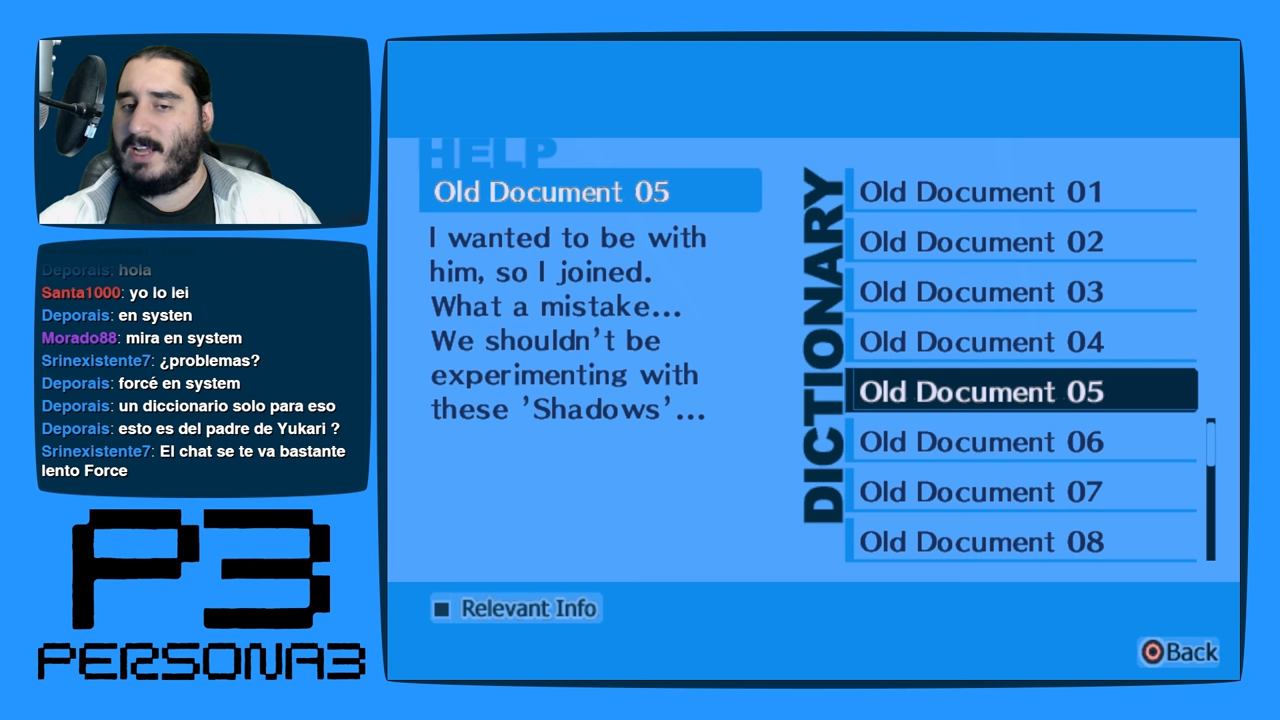 Deporais: hola
Santa1000: yo lo lei
Deporais: en systen
Morado88: mira en system
Srinexistente7: ¿problemas?
Deporais: forcé en system
Deporais: un diccionario solo para eso
Deporais: esto es del padre de Yukari ?
Srinexistente7: El chat se te va bastante
lento Force
P3
PERSONA3
HELP
Old Document 05
I wanted to be with
him, so I joined.
What a mistake...
We shouldn't be
experimenting with
these 'Shadows'...
Relevant Info
DICTIONARY
Old Document 01
Old Document 02
Old Document 03
Old Document 04
Old Document 05
Old Document 06
Old Document 07
Old Document 08
Back